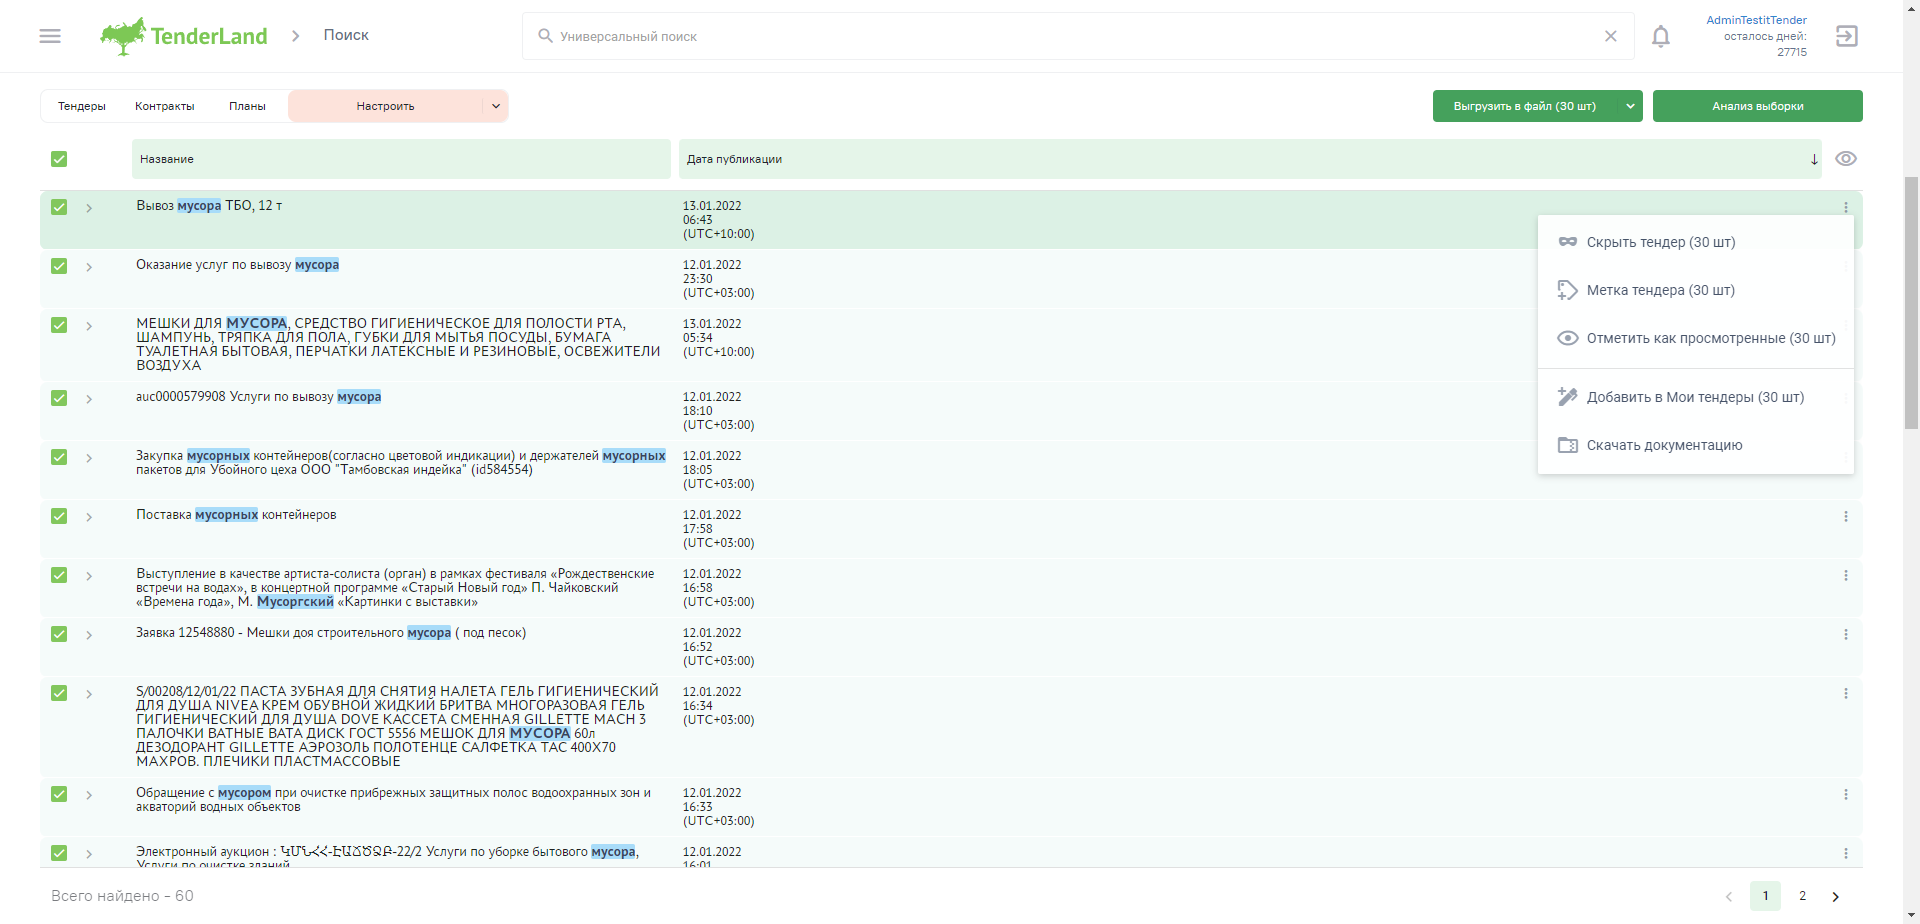 TenderLand
Поиск
Универсальный поиск
AdminTestitTender
осталось дней:
27715
Тендеры
Контракты
Планы
Настроить
Выгрузить в файл (30 шт)
Анализ выборки
Название
Дата публикации
Вывоз мусора ТБО, 12 т
13.01.2022
06:43
(UTC+10:00)
Скрыть тендер (30 шт)
Метка тендера (30 шт)
Отметить как просмотренные (30 шт)
Добавить в Мои тендеры (30 шт)
Скачать документацию
Оказание услуг по вывозу мусора
12.01.2022
23:30
(UTC+03:00)
МЕШКИ ДЛЯ МУСОРА, СРЕДСТВО ГИГИЕНИЧЕСКОЕ ДЛЯ ПОЛОСТИ РТА,
ШАМПУНЬ, ТРЯПКА ДЛЯ ПОЛА, ГУБКИ ДЛЯ МЫТЬЯ ПОСУДЫ, БУМАГА
ТУАЛЕТНАЯ БЫТОВАЯ, ПЕРЧАТКИ ЛАТЕКСНЫЕ И РЕЗИНОВЫЕ, ОСВЕЖИТЕЛИ
ВОЗДУХА
13.01.2022
05:34
(UTC+10:00)
auc0000579908 Услуги по вывозу мусора
12.01.2022
18:10
(UTC+03:00)
Закупка мусорных контейнеров(согласно цветовой индикации) и держателей мусорных
пакетов для Убойного цеха ООО "Тамбовская индейка" (id584554)
12.01.2022
18:05
(UTC+03:00)
Поставка мусорных контейнеров
12.01.2022
17:58
(UTC+03:00)
Выступление в качестве артиста-солиста (орган) в рамках фестиваля «Рождественские
встречи на водах», в концертной программе «Старый Новый год» П. Чайковский
«Времена года», М. Мусоргский «Картинки с выставки»
12.01.2022
16:58
(UTC+03:00)
Заявка 12548880 - Мешки доя строительного мусора ( под песок)
12.01.2022
16:52
(UTC+03:00)
S/00208/12/01/22 ПАСТА ЗУБНАЯ ДЛЯ СНЯТИЯ НАЛЕТА ГЕЛЬ ГИГИЕНИЧЕСКИЙ
ДЛЯ ДУША NIVEA КРЕМ ОБУВНОЙ ЖИДКИЙ БРИТВА МНОГОРАЗОВАЯ ГЕЛЬ
ГИГИЕНИЧЕСКИЙ ДЛЯ ДУША DOVE КАССЕТА СМЕННАЯ GILLETTE MACH 3
ПАЛОЧКИ ВАТНЫЕ ВАТА ДИСК ГОСТ 5556 МЕШОК ДЛЯ МУСОРА 60л
ДЕЗОДОРАНТ GILLETTE АЭРОЗОЛЬ ПОЛОТЕНЦЕ САЛФЕТКА ТАС 400Х70
МАХРОВ. ПЛЕЧИКИ ПЛАСТМАССОВЫЕ
12.01.2022
16:34
(UTC+03:00)
Обращение с мусором при очистке прибрежных защитных полос водоохранных зон и
акваторий водных объектов
12.01.2022
16:33
(UTC+03:00)
Электронный аукцион : 22/2 Услуги по уборке бытового мусора,
Услуги по очистке зданий
12.01.2022
16:01
Всего найдено - 60
1
2